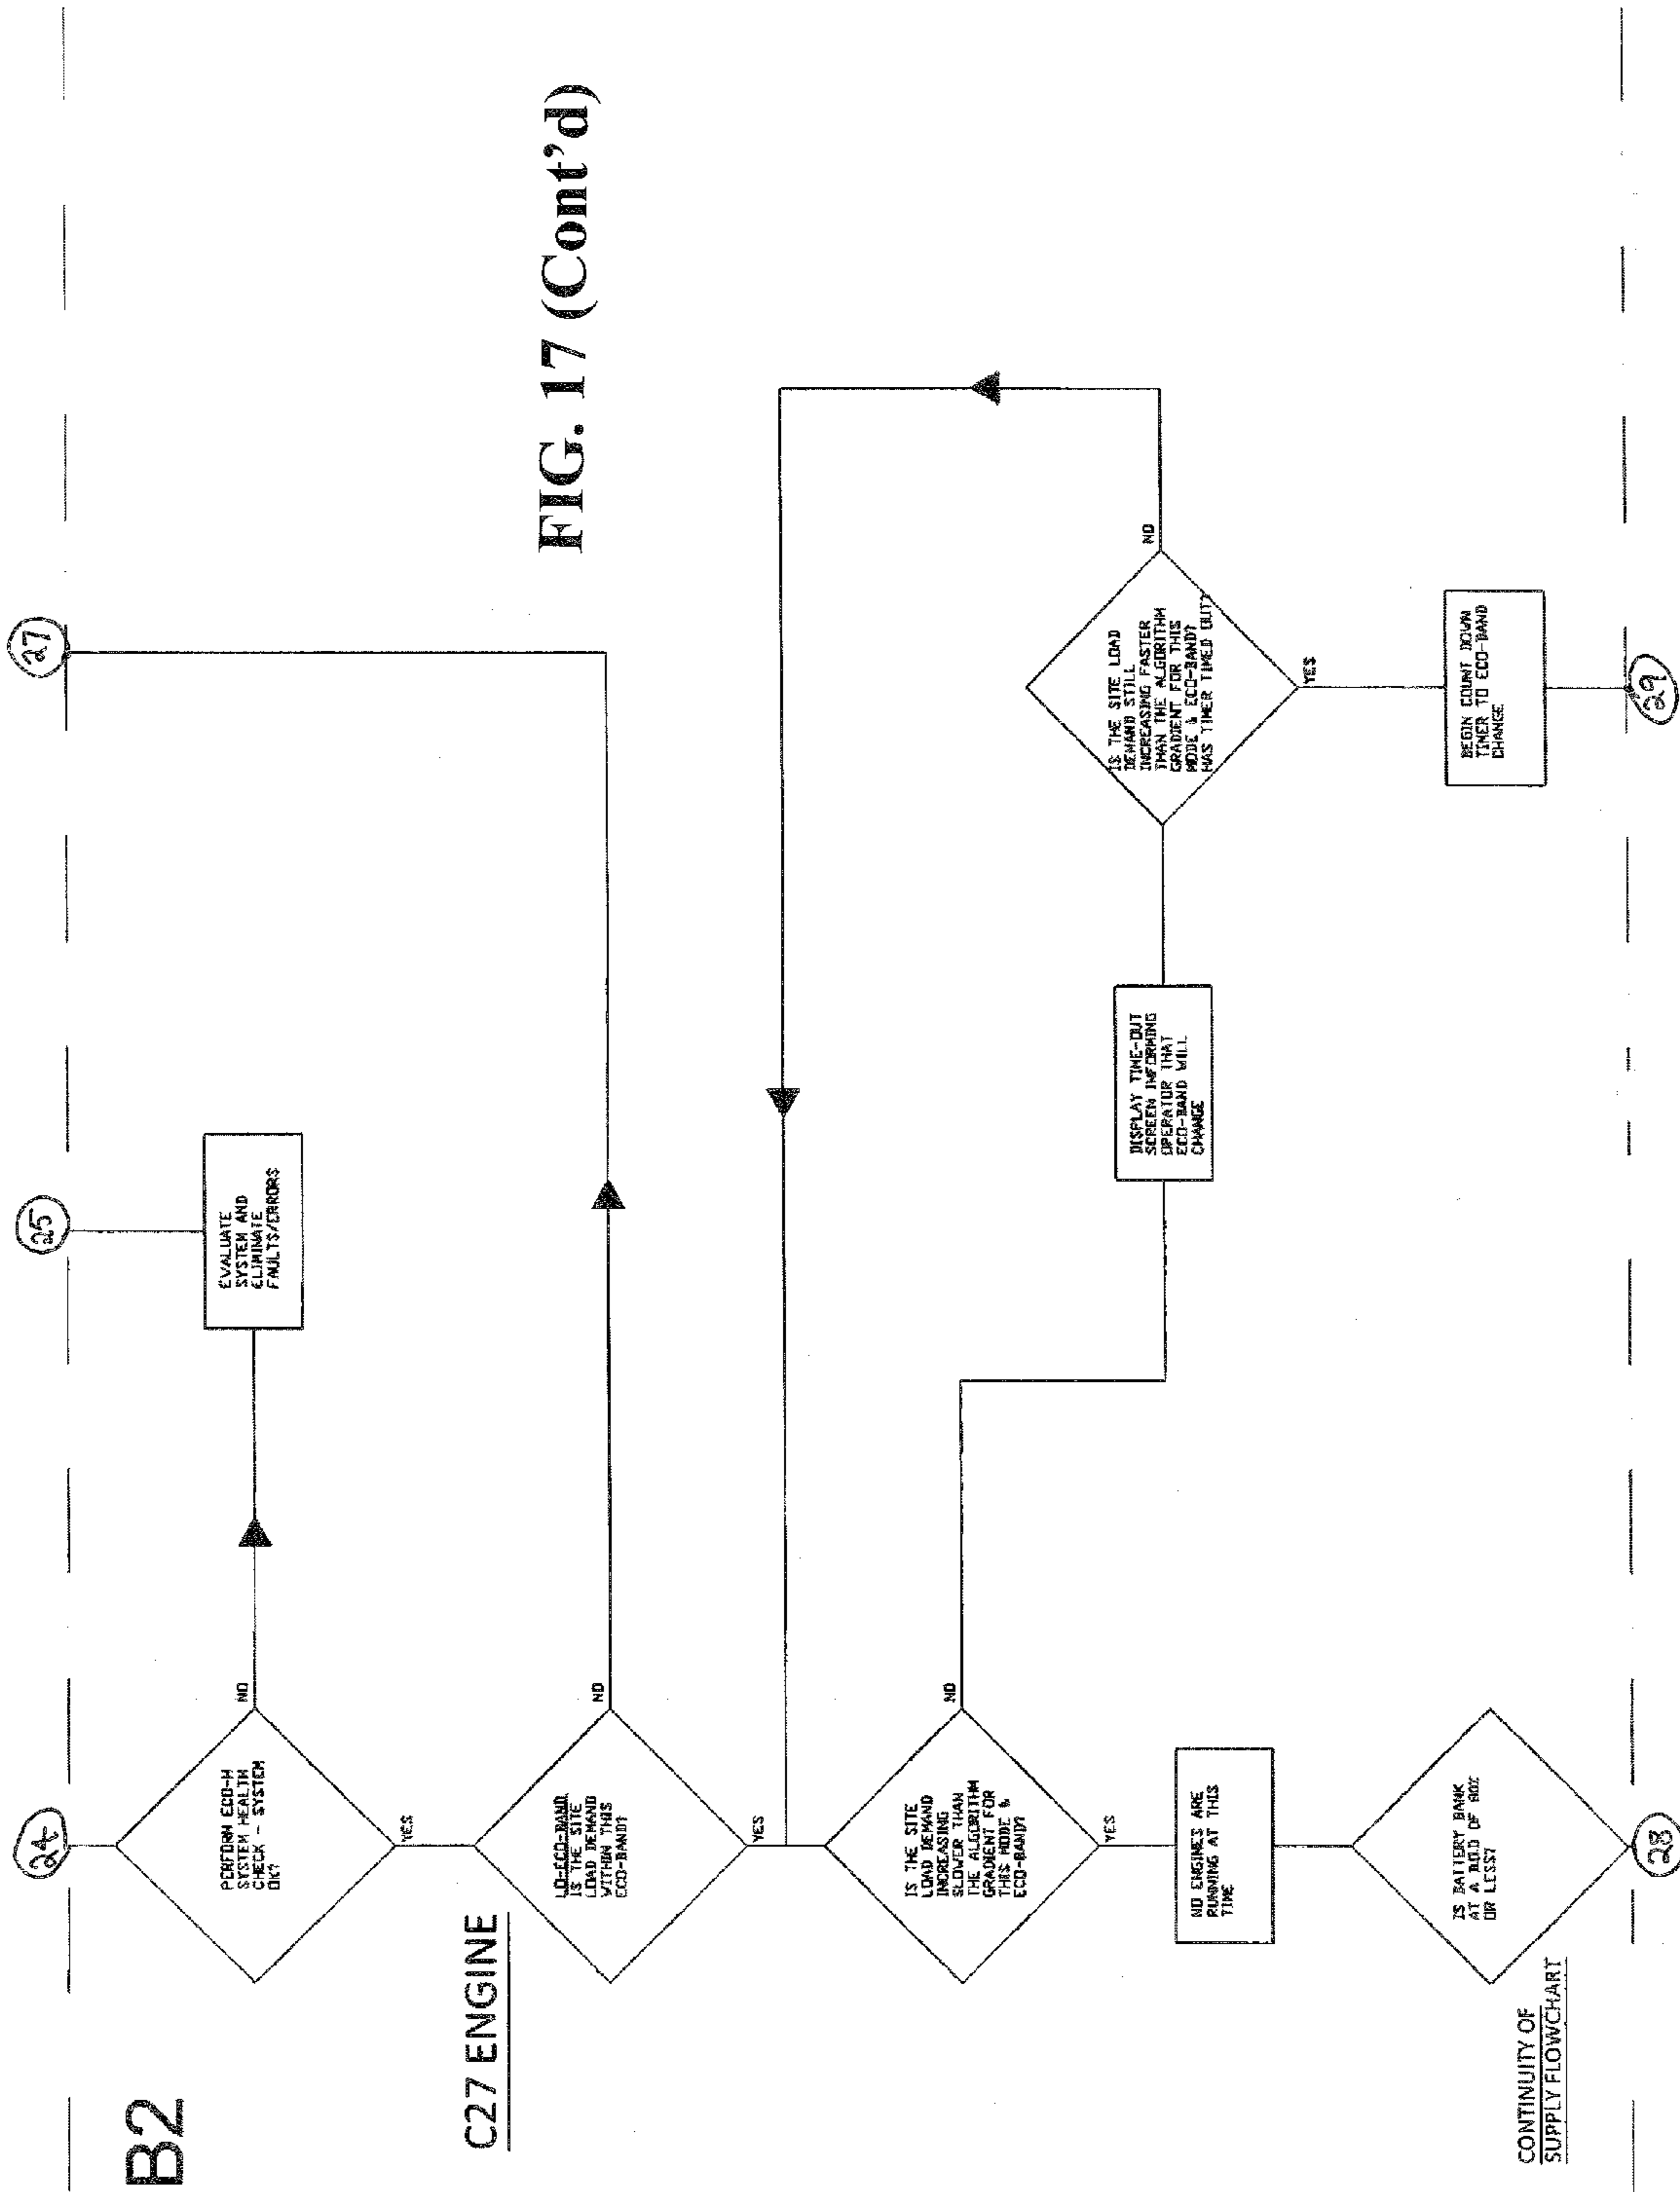 24
25
27
B2
PERFORM ECO-M
SYSTEM HEALTH
CHECK - SYSTEM
OK?
NO
YES
EVALUATE
SYSTEM AND
ELIMINATE
FAULTS/ERRORS
FIG. 17 (Cont'd)
C27 ENGINE
LO-ECO-BAND
IS THE SITE
LOAD DEMAND
WITHIN THIS
ECO-BAND?
NO
YES
IS THE SITE
LOAD DEMAND
INCREASING
SLOWER THAN
THE ALGORITHM
GRADIENT FOR
THIS MODE &
ECO-BAND?
NO
YES
DISPLAY TIME-OUT
SCREEN INFORMING
OPERATOR THAT
ECO-BAND WILL
CHANGE
IS THE SITE LOAD
DEMAND STILL
INCREASING FASTER
THAN THE ALGORITHM
GRADIENT FOR THIS
MODE & ECO-BAND?
HAS TIMER TIMED OUT?
NO
YES
NO ENGINES ARE
RUNNING AT THIS
TIME
BEGIN COUNT DOWN
TIMER TO ECO-BAND
CHANGE
IS BATTERY BANK
AT A OF
OR LESS?
CONTINUITY OF
SUPPLY FLOWCHART
28
29